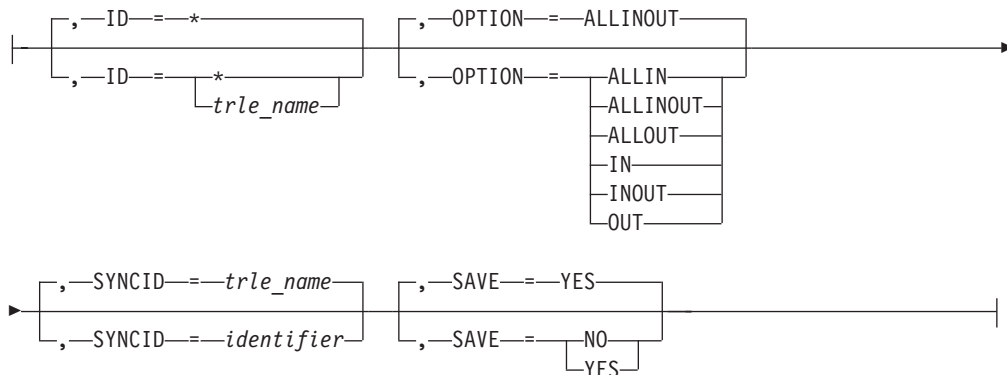 , ID = * , OPTION = ALLINOUT
, ID = * , OPTION = ALLIN
trle_name ALLINOUT
ALLOUT
IN
INOUT
OUT
, SYNCID = trle_name , SAVE = YES
, SYNCID = identifier , SAVE = NO
YES